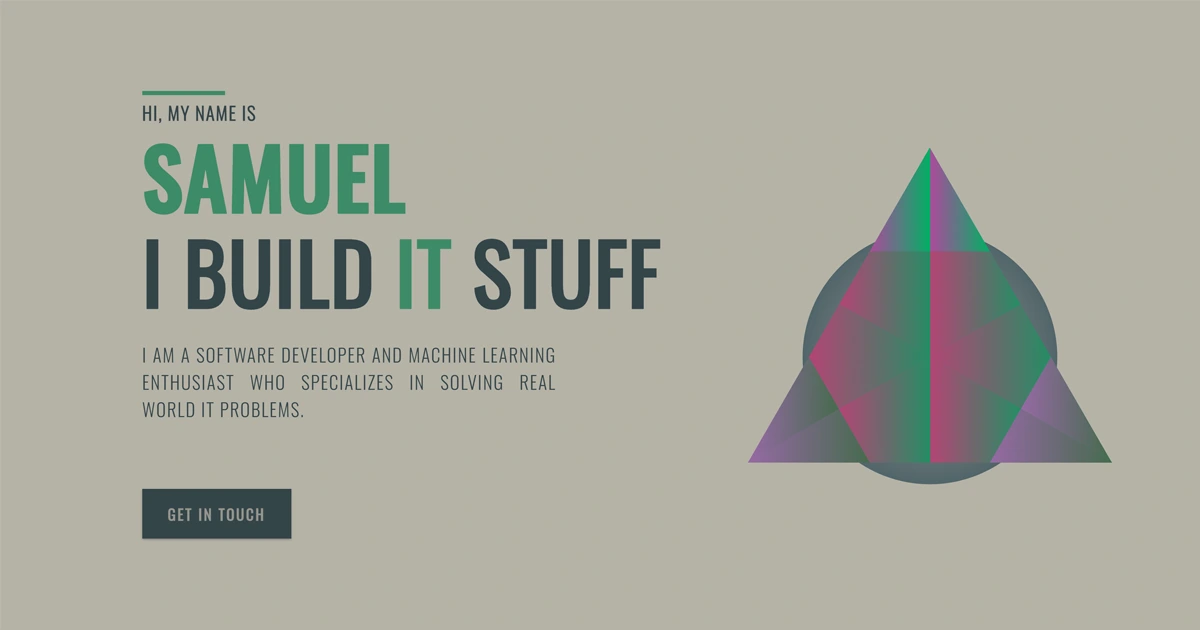 HI, MY NAME IS
SAMUEL
I BUILD IT STUFF
I AM A SOFTWARE DEVELOPER AND MACHINE LEARNING
ENTHUSIAST WHO SPECIALIZES IN SOLVING REAL
WORLD IT PROBLEMS.
GET IN TOUCH